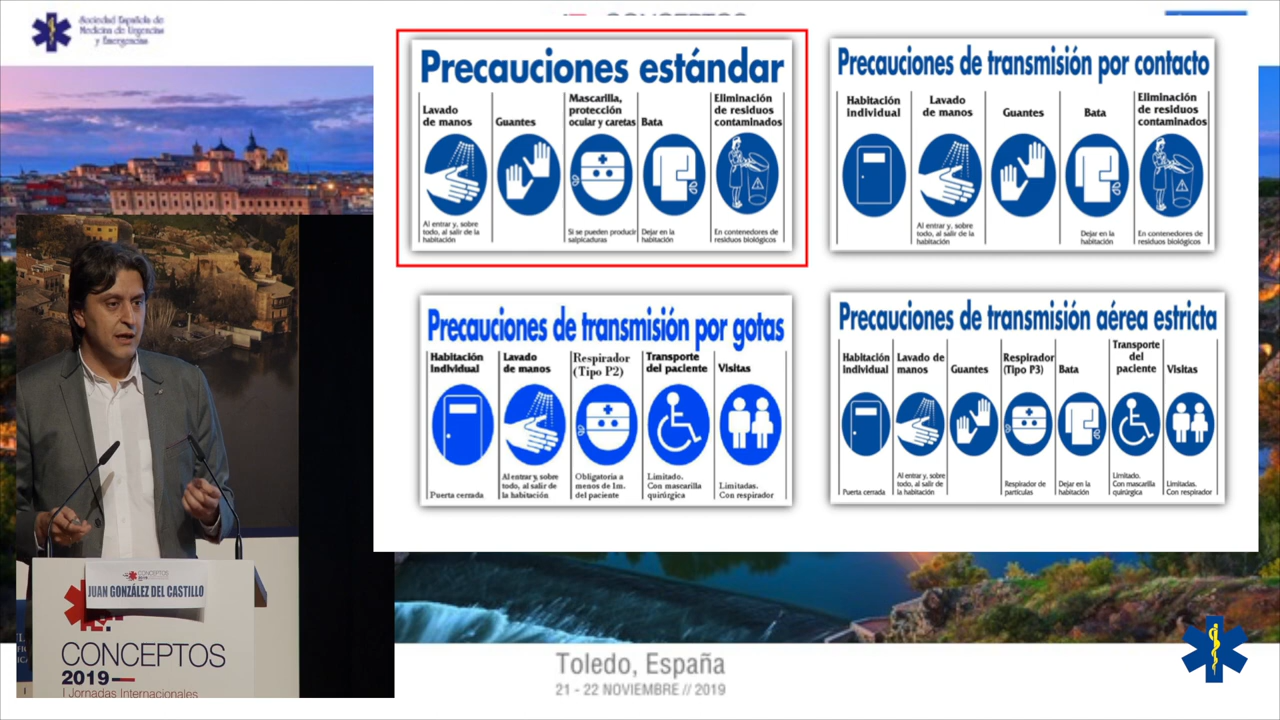 Sociedad Española de
Medicina de Urgencias
y Emergencias
CONCEPTOS
Precauciones estándar
Lavado
de manos
Guantes
Mascarilla,
protección
ocular y caretas
Bata
Eliminación
de residuos
contaminados
Al entrar y, sobre
todo, al salir de la
habitación
Si se pueden producir
salpicaduras
Dejar en la
habitación
En contenedores de
residuos biológicos
Precauciones de transmisión por contacto
Habitación
individual
Lavado
de manos
Guantes
Bata
Eliminación
de residuos
contaminados
Al entrar y, sobre
todo, al salir de la
habitación
Dejar en la
habitación
En contenedores de
residuos biológicos
Precauciones de transmisión por gotas
Habitación
individual
Lavado
de manos
Respirador
(Tipo P2)
Transporte
del paciente
Visitas
Puerta cerrada
Al entrar y, sobre
todo, al salir de
la habitación
Obligatoria a
menos de 1m.
del paciente
Limitado.
Con mascarilla
quirúrgica
Limitadas.
Con respirador
Precauciones de transmisión aérea estricta
Habitación
individual
Lavado de
manos
Guantes
Respirador
(Tipo P3)
Bata
Transporte
del
paciente
Visitas
Puerta cerrada
Al entrar y, sobre
todo, al salir de
la habitación
Respirador de
partículas
Dejar en la
habitación
Limitado.
Con mascarilla
quirúrgica
Limitadas.
Con respirador
CONCEPTOS
JUAN GONZÁLEZ DEL CASTILLO
CONCEPTOS
2019
I Jornadas Internacionales
Toledo, España
21 - 22 NOVIEMBRE // 2019